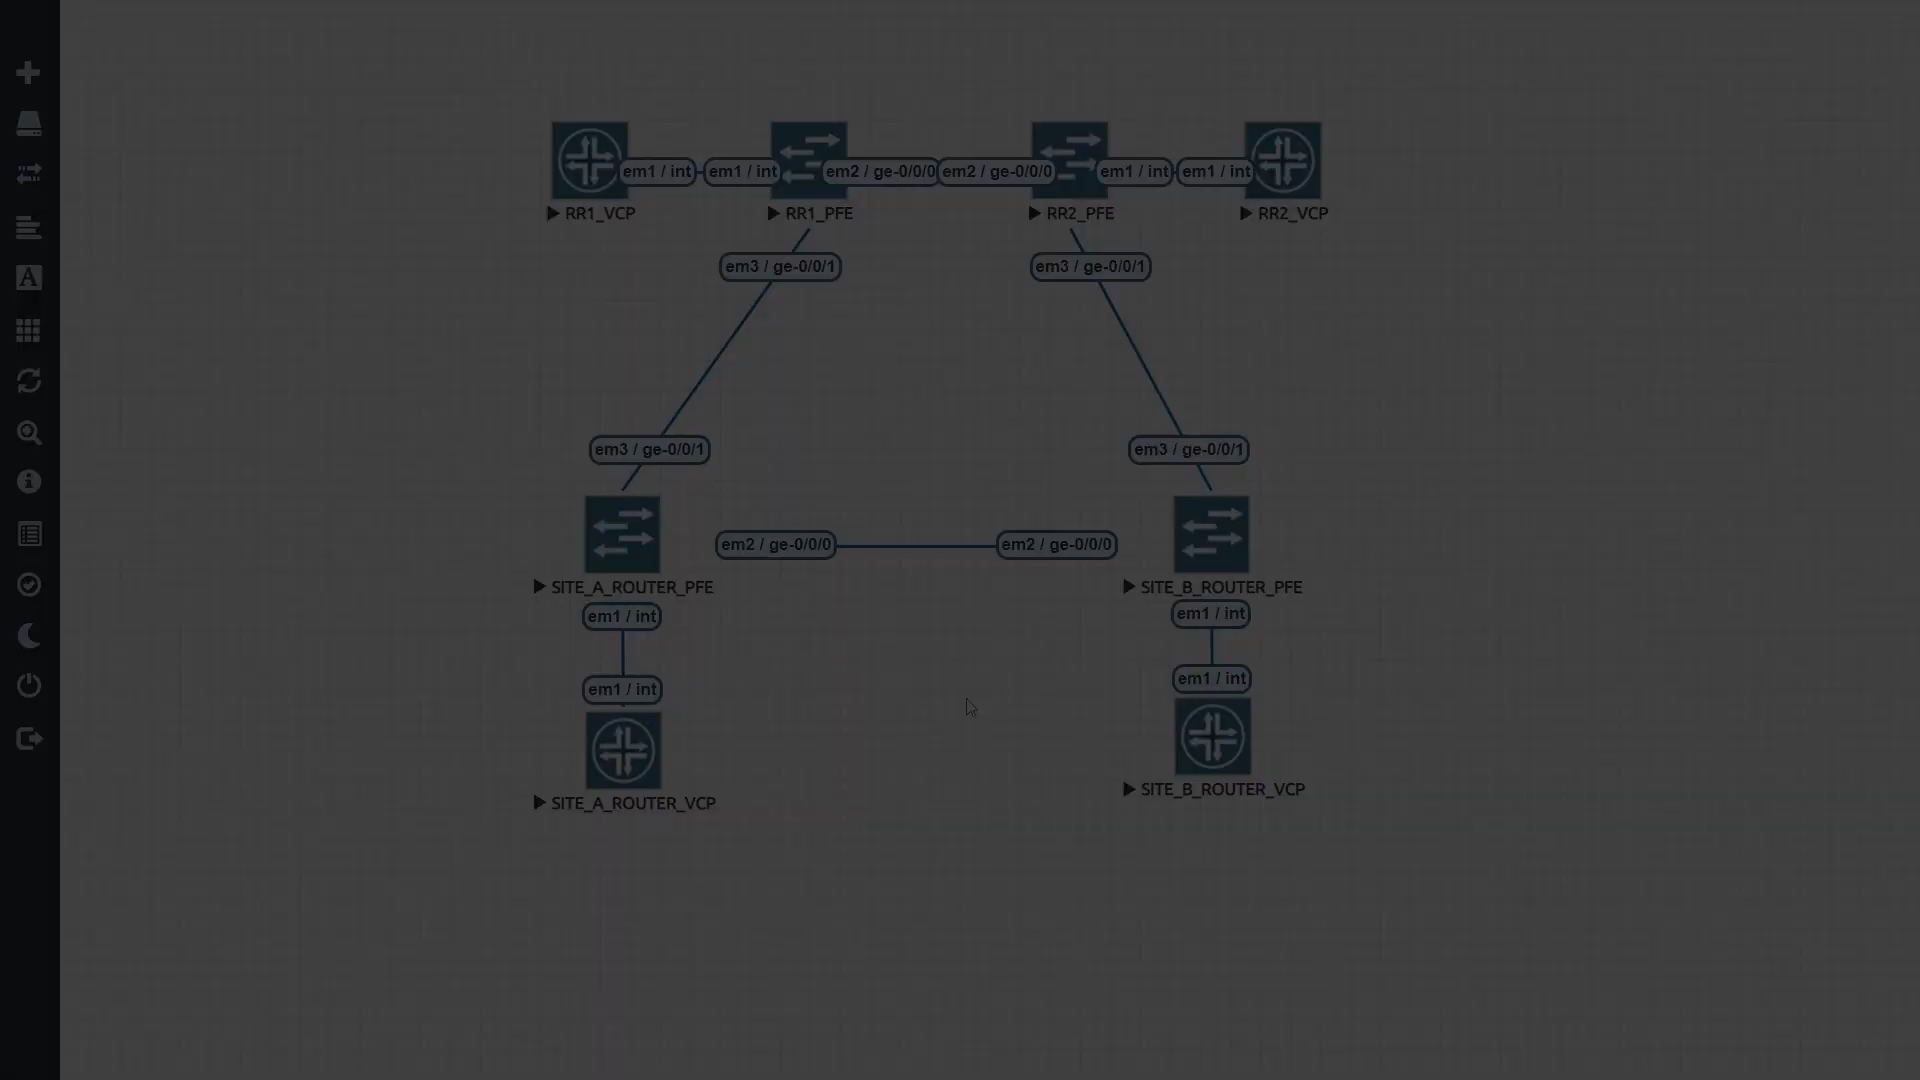 em1 / int
em1 / int
em2 / ge-0/0/0
em2 / ge-0/0/0
em1 / int
em1 / int
RR1_VCP
RR1_PFE
RR2_PFE
RR2_VCP
em3 / ge-0/0/1
em3 / ge-0/0/1
em3 / ge-0/0/1
em3 / ge-0/0/1
em2 / ge-0/0/0
em2 / ge-0/0/0
SITE_A_ROUTER_PFE
SITE_B_ROUTER_PFE
em1 / int
em1 / int
em1 / int
em1 / int
SITE_A_ROUTER_VCP
SITE_B_ROUTER_VCP